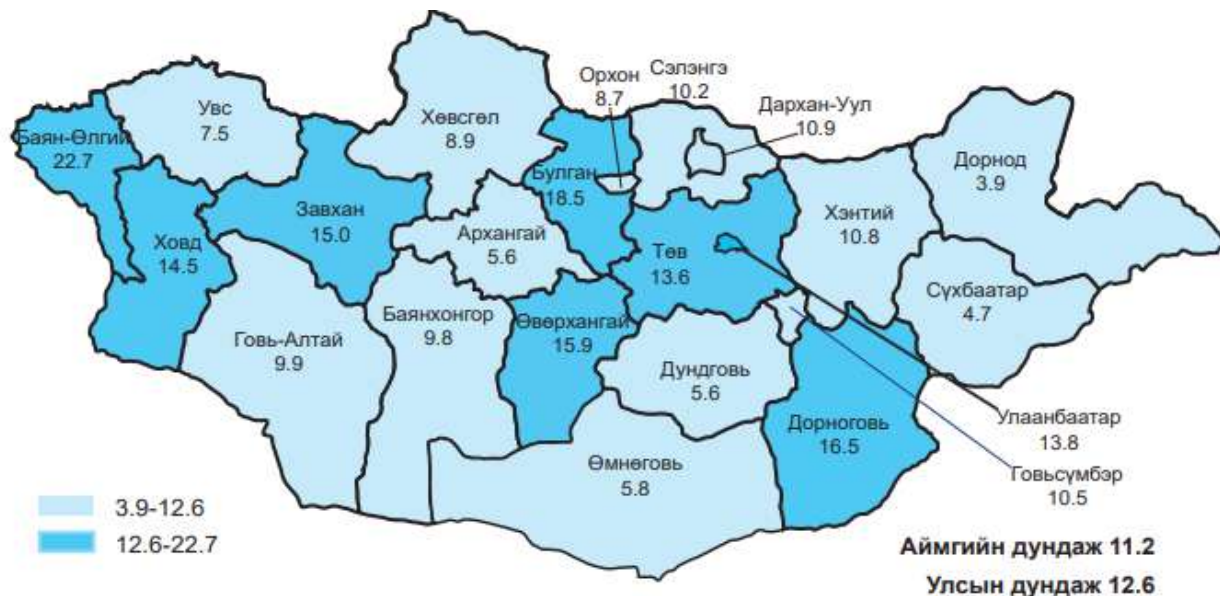 Орхон
8.7
Сэлэнгэ
10.2
Дархан-Уул
10.9
Увс
7.5
Хөвсгөл
8.9
Баян-Өлгий
22.7
Булган
18.5
Дорнод
3.9
Завхан
15.0
Хэнтий
10.8
Архангай
5.6
Ховд
14.5
Төв
13.6
Сүхбаатар
4.7
Баянхонгор
9.8
Өвөрхангай
15.9
Говь-Алтай
9.9
Дундговь
5.6
Дорноговь
16.5
Улаанбаатар
13.8
Өмнөговь
5.8
Говьсүмбэр
10.5
3.9-12.6
12.6-22.7
Аймгийн дундаж 11.2
Улсын дундаж 12.6